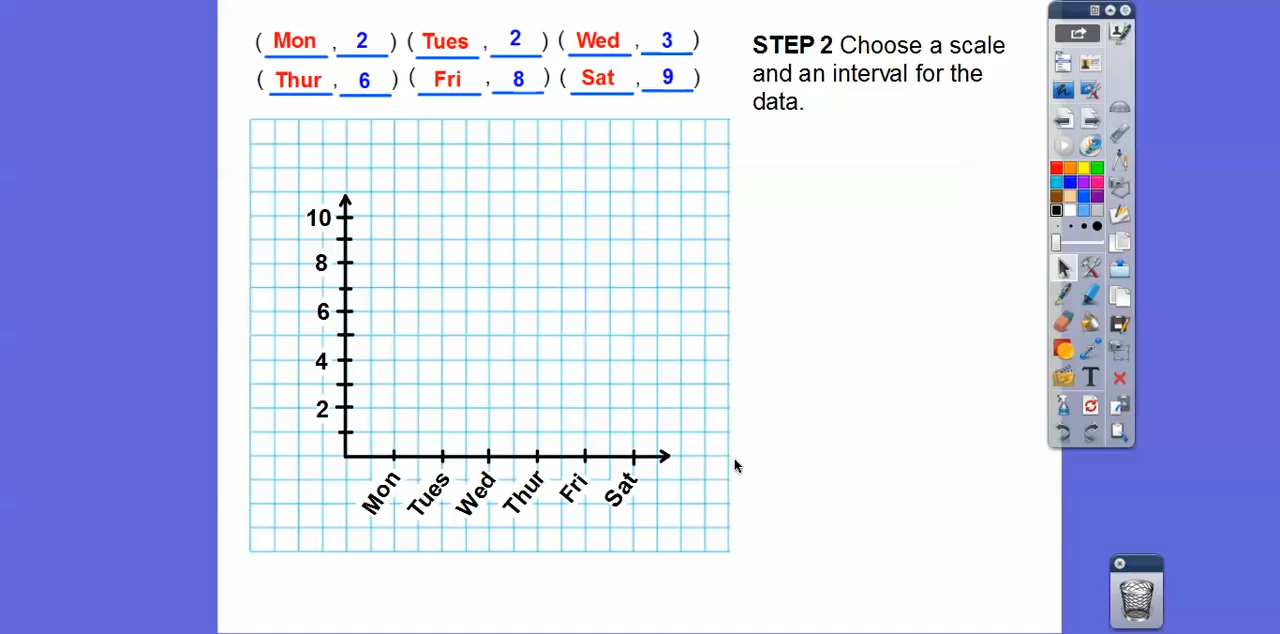 ( Mon , 2 ) ( Tues , 2 ) ( Wed , 3 )
( Thur , 6 ) ( Fri , 8 ) ( Sat , 9 )
STEP 2 Choose a scale
and an interval for the
data.
10
8
6
4
2
Mon Tues Wed Thur Fri Sat
T